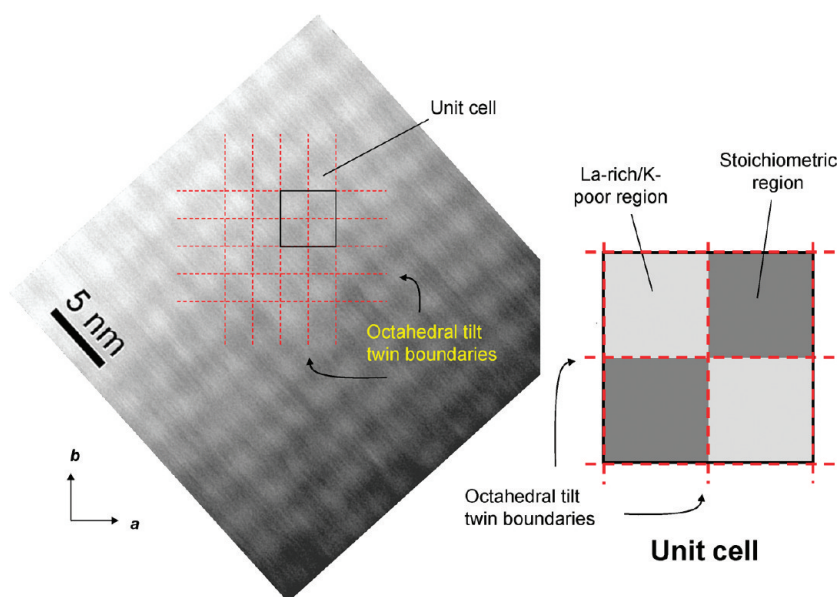 Unit cell
La-rich/K-
poor region
Stoichiometric
region
5 nm
Octahedral tilt
twin boundaries
b
a
Octahedral tilt
twin boundaries
Unit cell